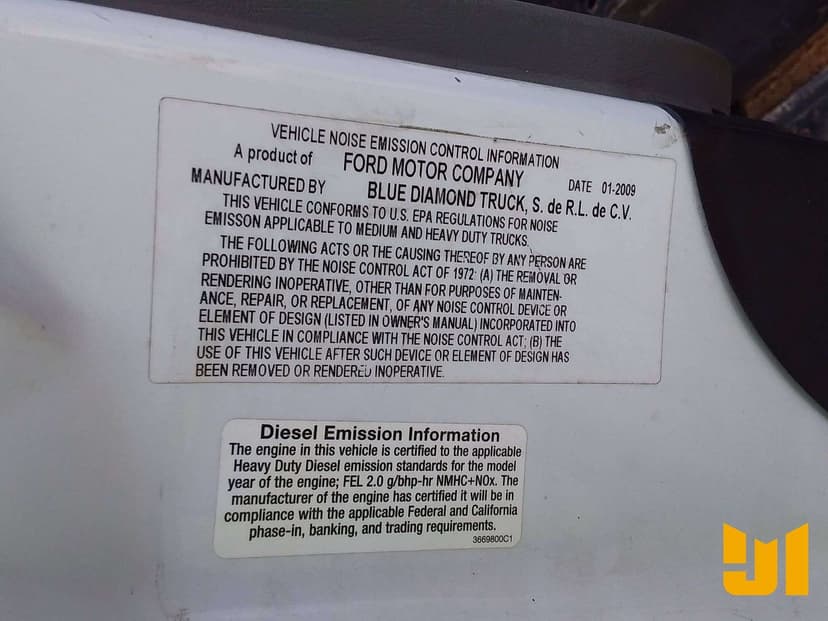 VEHICLE NOISE EMISSION CONTROL INFORMATION
A product of FORD MOTOR COMPANY DATE 01-2009
MANUFACTURED BY BLUE DIAMOND TRUCK, S. de R.L. de C.V.
THIS VEHICLE CONFORMS TO U.S. EPA REGULATIONS FOR NOISE
EMISSON APPLICABLE TO MEDIUM AND HEAVY DUTY TRUCKS.
THE FOLLOWING ACTS OR THE CAUSING THEREOF BY ANY PERSON ARE
PROHIBITED BY THE NOISE CONTROL ACT OF 1972: (A) THE REMOVAL OR
RENDERING INOPERATIVE, OTHER THAN FOR PURPOSES OF MAINTEN-
ANCE, REPAIR, OR REPLACEMENT, OF ANY NOISE CONTROL DEVICE OR
ELEMENT OF DESIGN (LISTED IN OWNER'S MANUAL) INCORPORATED INTO
THIS VEHICLE IN COMPLIANCE WITH THE NOISE CONTROL ACT; (B) THE
USE OF THIS VEHICLE AFTER SUCH DEVICE OR ELEMENT OF DESIGN HAS
BEEN REMOVED OR RENDERED INOPERATIVE.
Diesel Emission Information
The engine in this vehicle is certified to the applicable
Heavy Duty Diesel emission standards for the model
year of the engine; FEL 2.0 g/bhp-hr NMHC+NOx. The
manufacturer of the engine has certified it will be in
compliance with the applicable Federal and California
phase-in, banking, and trading requirements.
3669800C1